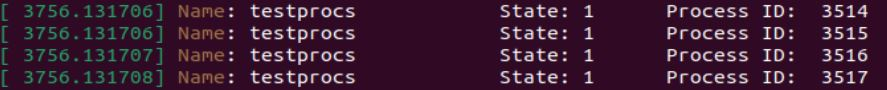 [ 3756.131706] Name: testprocs State: 1 Process ID: 3514
[ 3756.131706] Name: testprocs State: 1 Process ID: 3515
[ 3756.131707] Name: testprocs State: 1 Process ID: 3516
[ 3756.131708] Name: testprocs State: 1 Process ID: 3517